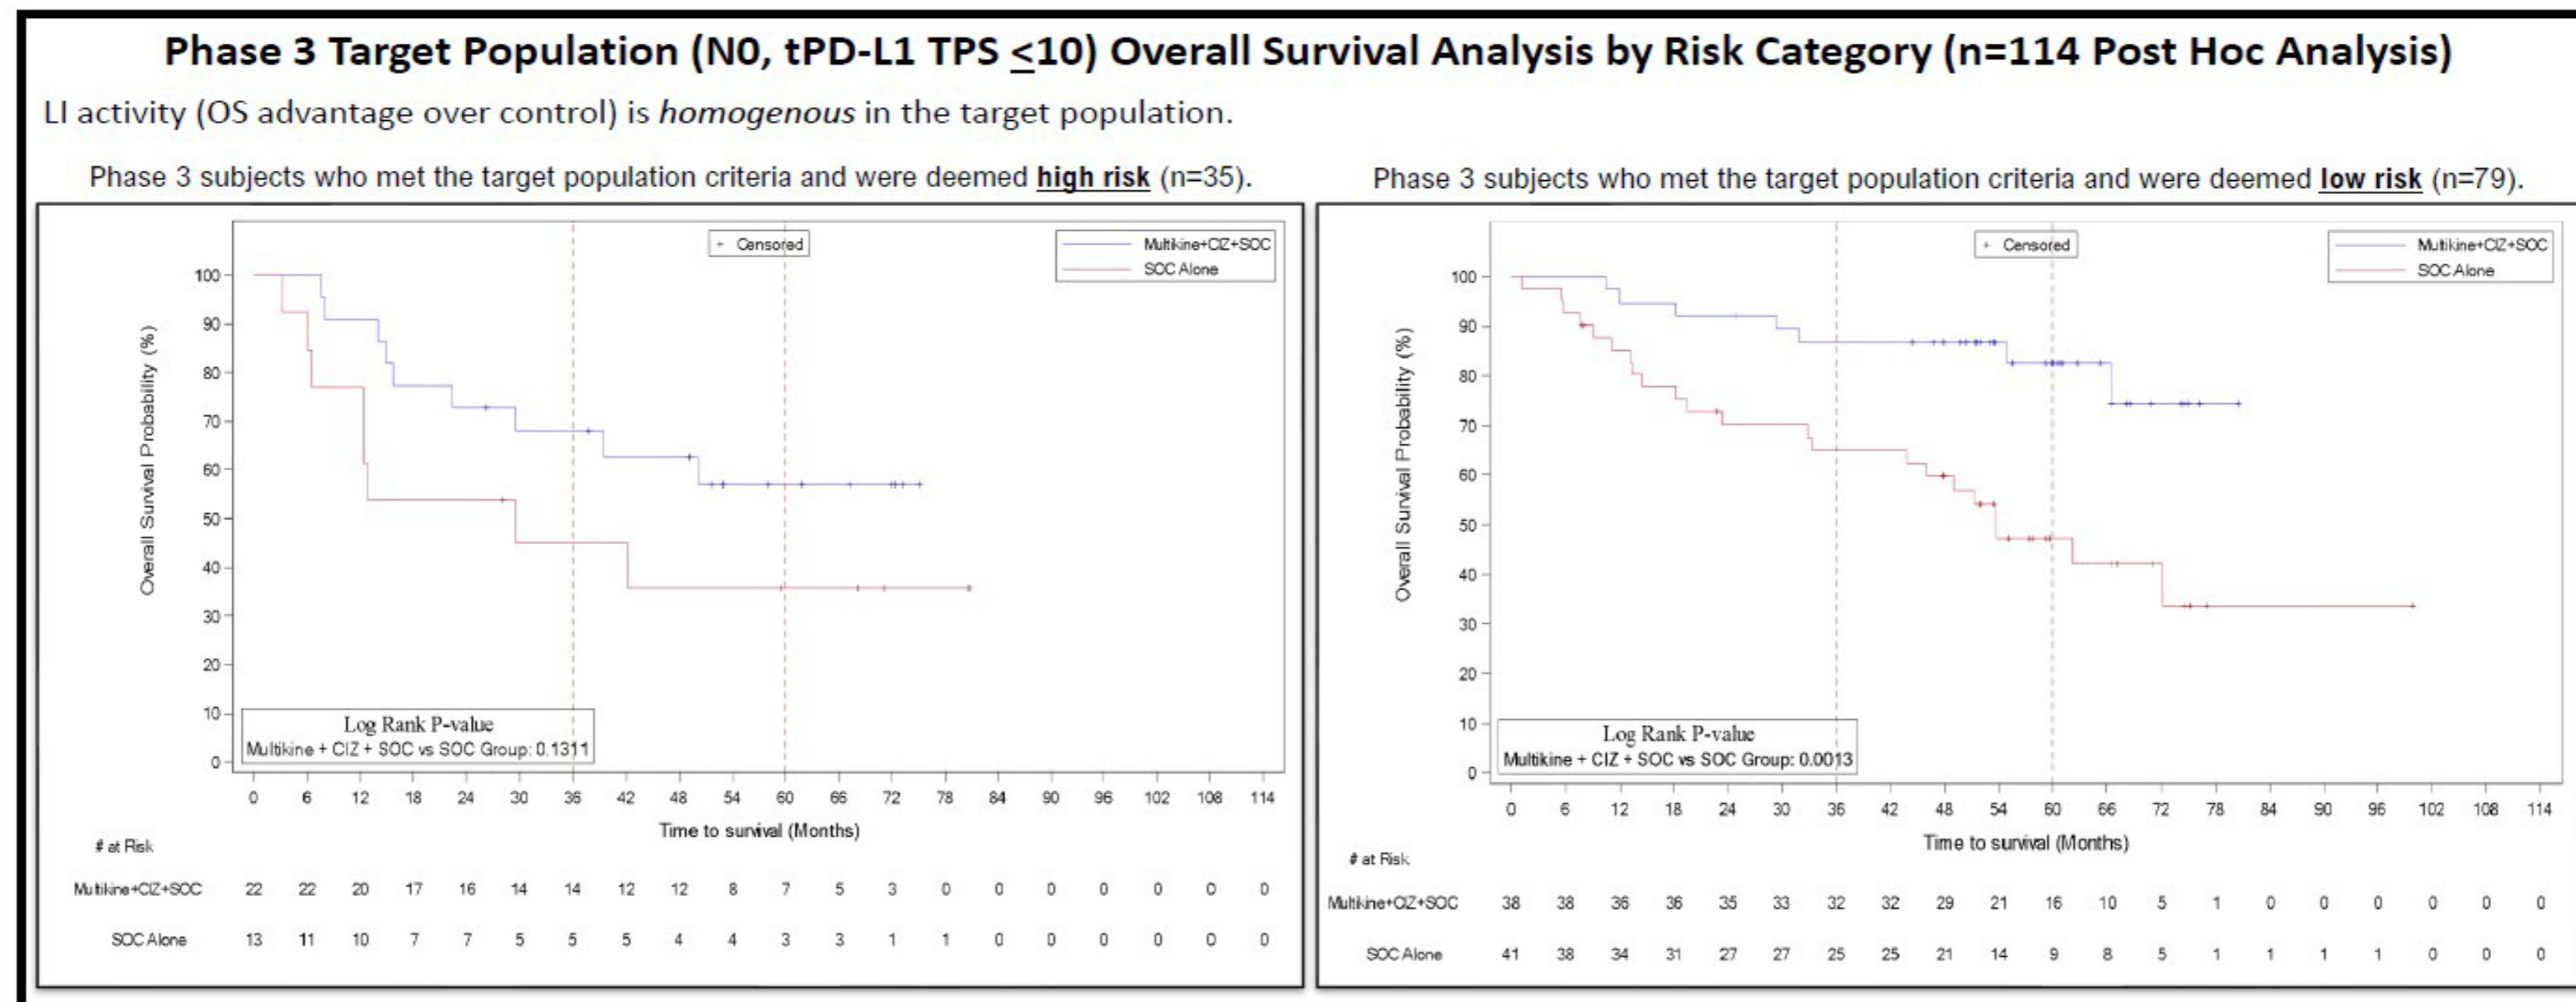 Phase 3 Target Population (N0, tPD-L1 TPS ≤10) Overall Survival Analysis by Risk Category (n=114 Post Hoc Analysis)
LI activity (OS advantage over control) is homogenous in the target population.
Phase 3 subjects who met the target population criteria and were deemed high risk (n=35).
+ Censored
Multikine+CIZ+SOC
SOC Alone
Overall Survival Probability (%)
100
90
80
70
60
50
40
30
20
10
0
Log Rank P-value
Multikine + CIZ + SOC vs SOC Group: 0.1311
0 6 12 18 24 30 36 42 48 54 60 66 72 78 84 90 96 102 108 114
Time to survival (Months)
# at Risk
Multikine+CIZ+SOC 22 22 20 17 16 14 14 12 12 8 7 5 3 0 0 0 0 0 0 0
SOC Alone 13 11 10 7 7 5 5 5 4 4 3 3 1 1 0 0 0 0 0 0
Phase 3 subjects who met the target population criteria and were deemed low risk (n=79).
+ Censored
Multikine+CIZ+SOC
SOC Alone
Overall Survival Probability (%)
100
90
80
70
60
50
40
30
20
10
0
Log Rank P-value
Multikine + CIZ + SOC vs SOC Group: 0.0013
0 6 12 18 24 30 36 42 48 54 60 66 72 78 84 90 96 102 108 114
Time to survival (Months)
# at Risk
Multikine+CIZ+SOC 38 38 36 36 35 33 32 32 29 21 16 10 5 1 0 0 0 0 0 0
SOC Alone 41 38 34 31 27 27 25 25 21 14 9 8 5 1 1 1 1 0 0 0